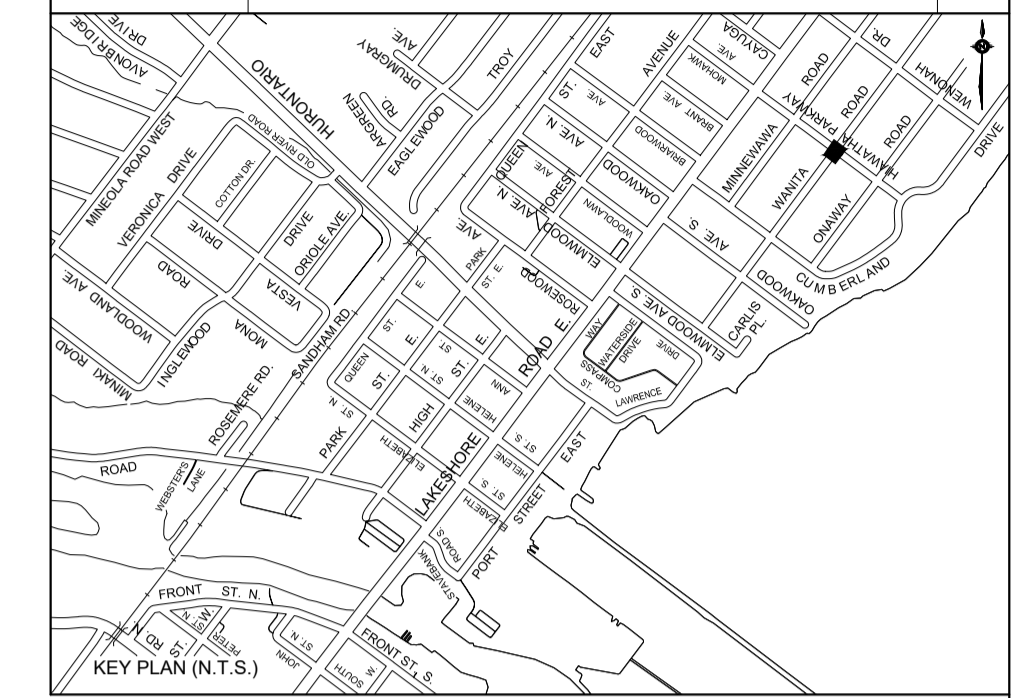 AVONBRIDGE
DRIVE
HURONTARIO
DRUMGRAY
AVE.
ARGREEN
RD.
EAGLEWOOD
TROY
EAST
AVENUE
CAYUGA
AVE.
MOHAWK
ROAD
DR.
WENONAH
HIAWATHA PARKWAY
ROAD
ROAD
DRIVE
N
MINEOLA ROAD WEST
OLD RIVER ROAD
VERONICA DRIVE
COTTON DR.
DRIVE
DRIVE
ORIOLE AVE.
VESTA
ROAD
WOODLAND AVE.
MINAKI ROAD
INGLEWOOD
MONA
SANDHAM RD
ROSEMERE RD.
ST.
AVE.
AVE. N
QUEEN
AVE.
AVE. N
FOREST
BRANT AVE.
BRIARWOOD
OAKWOOD
WOODLAWN
ELMWOOD
ROSEWOOD
AVE.
PARK
ST. E.
MINNEWAWA
WANITA
ONAWAY
AVE. S.
OAKWOOD
CUMBERLAND
CARLIS
PL.
ELMWOOD AVE. S.
WAY
WATERSIDE
DRIVE
DRIVE
COMPASS
LAWRENCE
ST.
ROAD E.
E.
ST.
E.
QUEEN
ST.
ST. N
ST.
E.
ANN
HELENE
ST. N.
PARK
HIGH
ELIZABETH
LAKESHORE
ST. S.
HELENE
ST. S.
ELIZABETH
EAST
STREET
PORT
ROAD S.
STAVEBANK
ROAD
WEBSTER'S
LANE
FRONT ST. N.
N.
RD.
ST.
ST. N.
W.
PETER
ST. N.
JOHN
FRONT ST. S.
SOUTH
W.
KEY PLAN (N.T.S.)